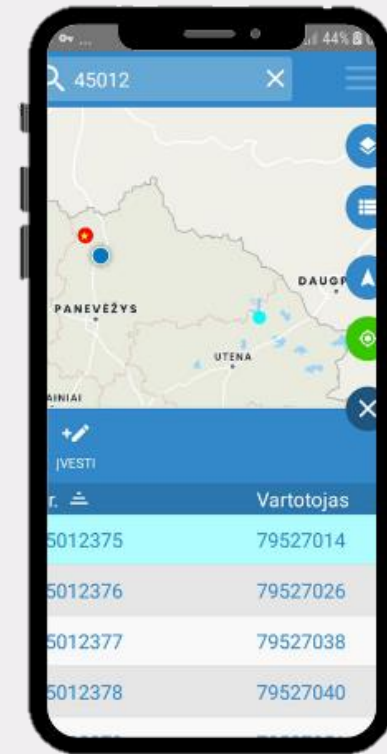 44%
45012
DAUGP
PANEVĖŽYS
UTENA
AINIAI
ĮVESTI
r. Vartotojas
5012375 79527014
5012376 79527026
5012377 79527038
5012378 79527040